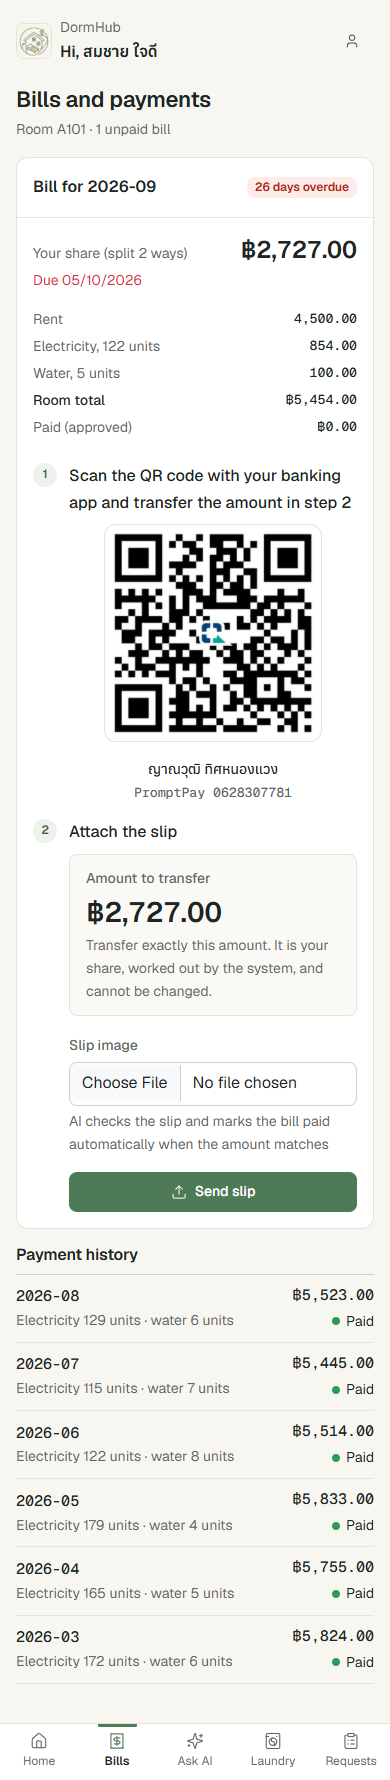 DormHub
Hi, สมชาย ใจดี
Bills and payments
Room A101 · 1 unpaid bill
Bill for 2026-09
26 days overdue
Your share (split 2 ways)
฿2,727.00
Due 05/10/2026
Rent
4,500.00
Electricity, 122 units
854.00
Water, 5 units
100.00
Room total
฿5,454.00
Paid (approved)
฿0.00
1
Scan the QR code with your banking
app and transfer the amount in step 2
ญาณวุฒิ ทิศหนองแวง
PromptPay 0628307781
2
Attach the slip
Amount to transfer
฿2,727.00
Transfer exactly this amount. It is your
share, worked out by the system, and
cannot be changed.
Slip image
Choose File
No file chosen
AI checks the slip and marks the bill paid
automatically when the amount matches
Send slip
Payment history
2026-08
฿5,523.00
Electricity 129 units · water 6 units
Paid
2026-07
฿5,445.00
Electricity 115 units · water 7 units
Paid
2026-06
฿5,514.00
Electricity 122 units · water 8 units
Paid
2026-05
฿5,833.00
Electricity 179 units · water 4 units
Paid
2026-04
฿5,755.00
Electricity 165 units · water 5 units
Paid
2026-03
฿5,824.00
Electricity 172 units · water 6 units
Paid
Home
Bills
Ask AI
Laundry
Requests